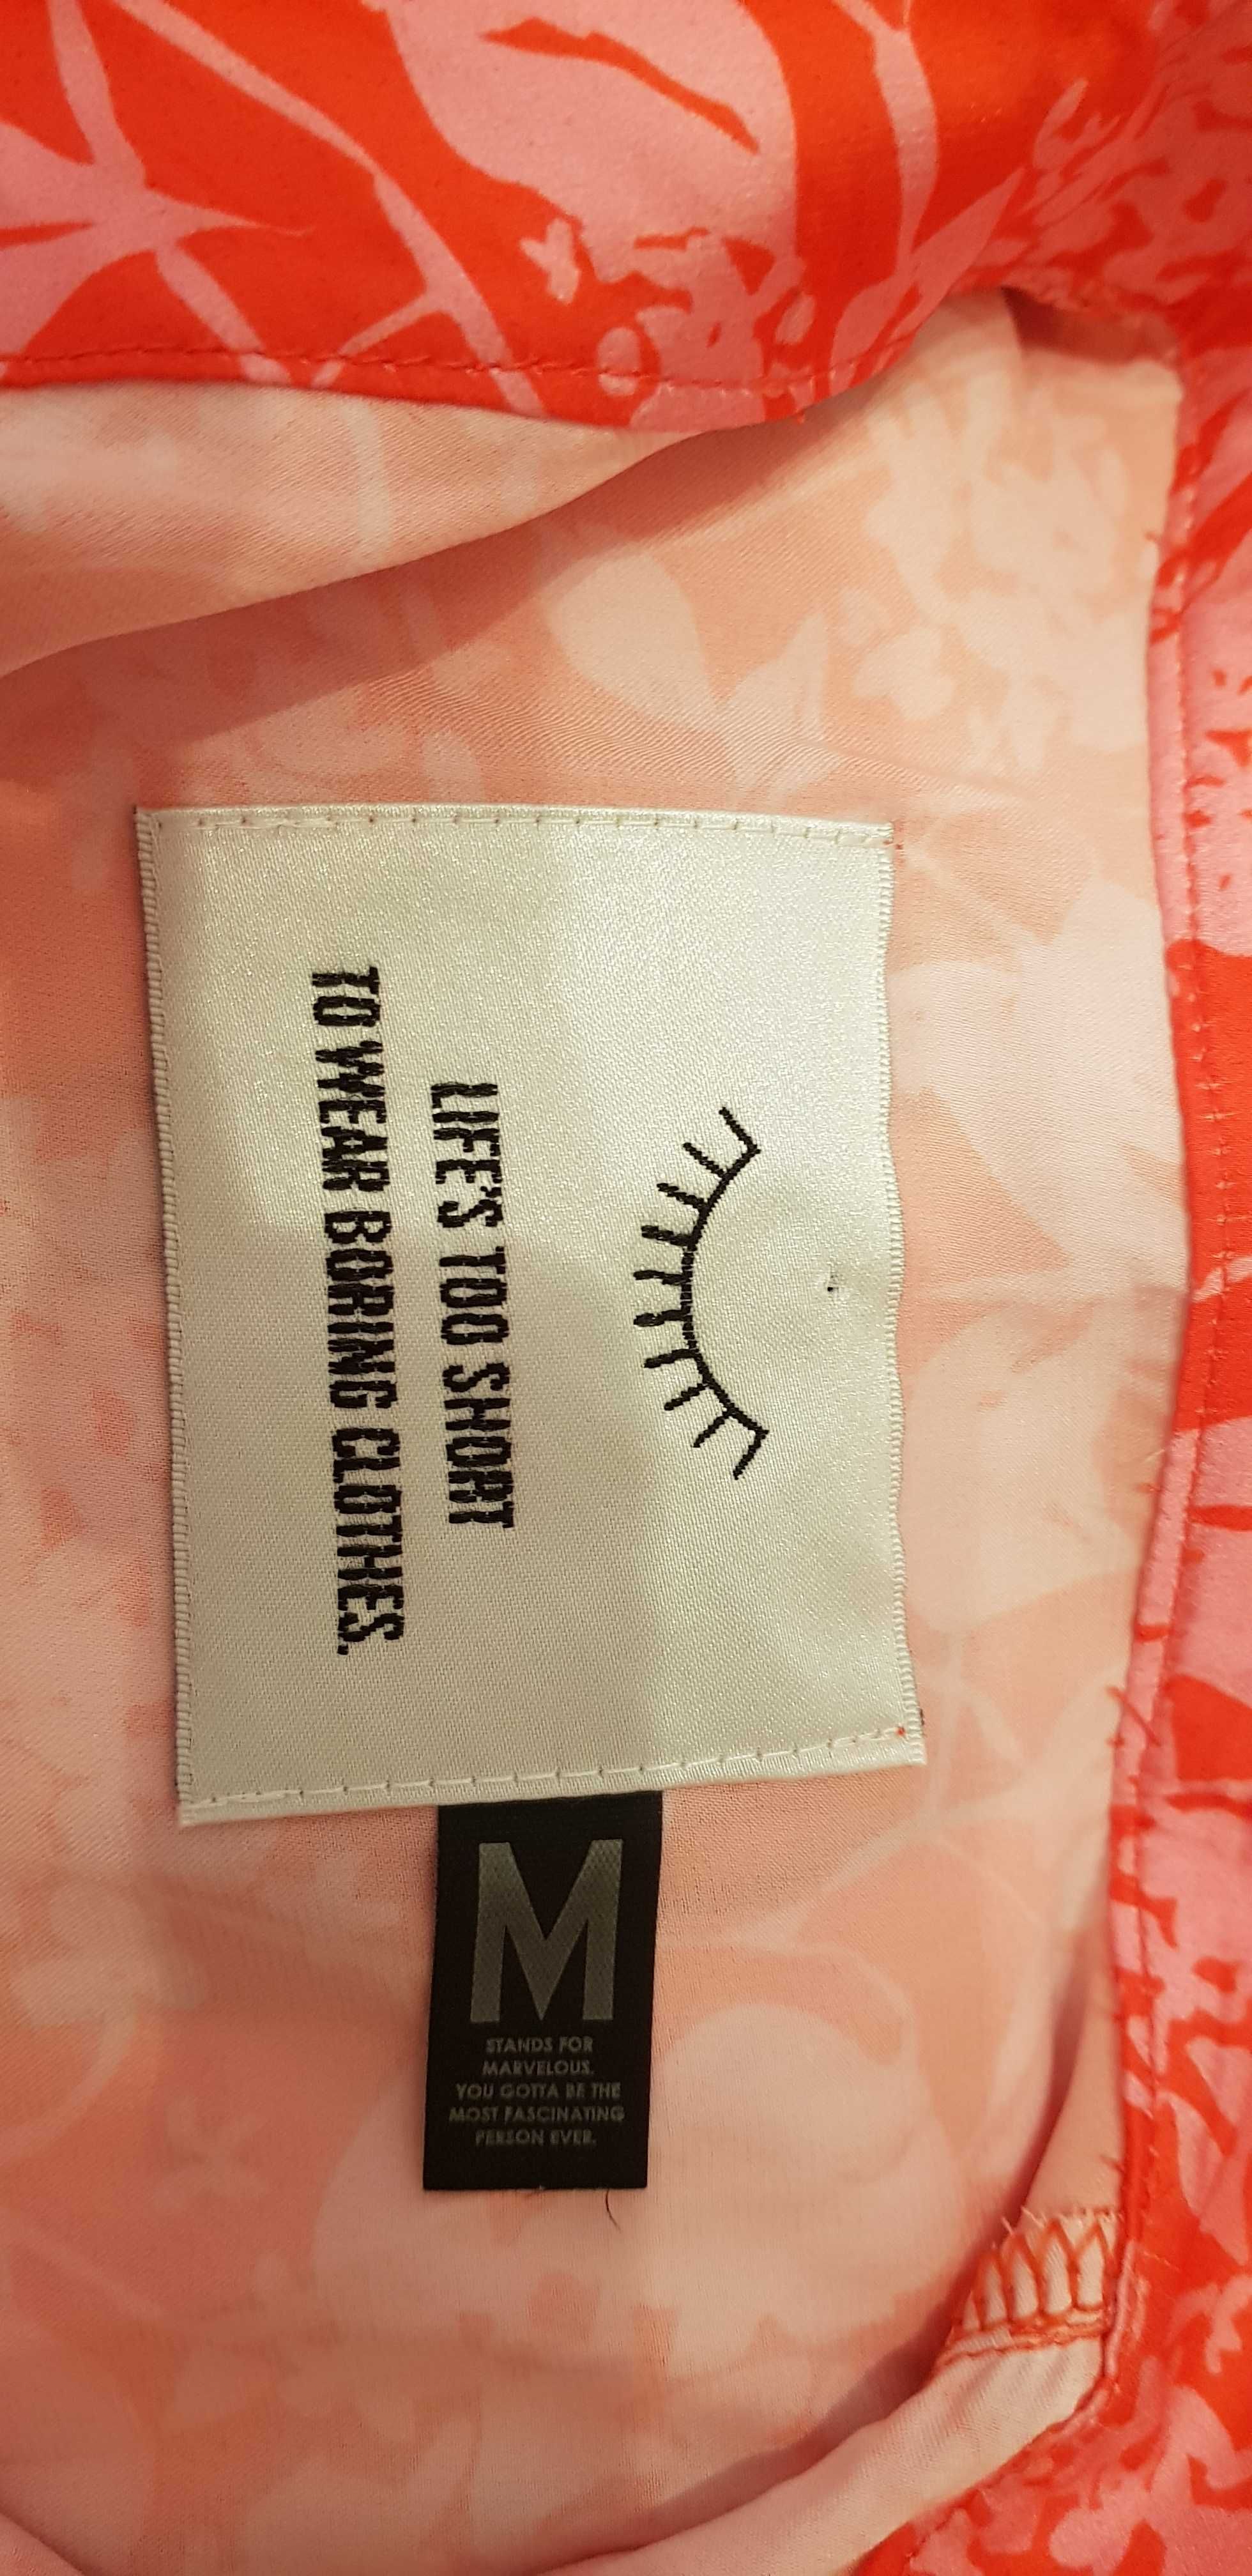 LIFE'S TOO SHORT
TO WEAR BORING CLOTHES.
M
STANDS FOR
MARVELOUS.
YOU GOTTA BE THE
MOST FASCINATING
PERSON EVER.